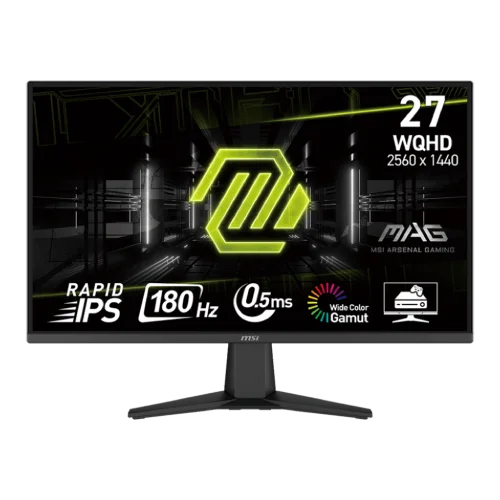 27
WQHD
2560 x 1440
MAG
MSI ARSENAL GAMING
RAPID
IPS
180 Hz
0.5ms
Wide Color
Gamut
msi